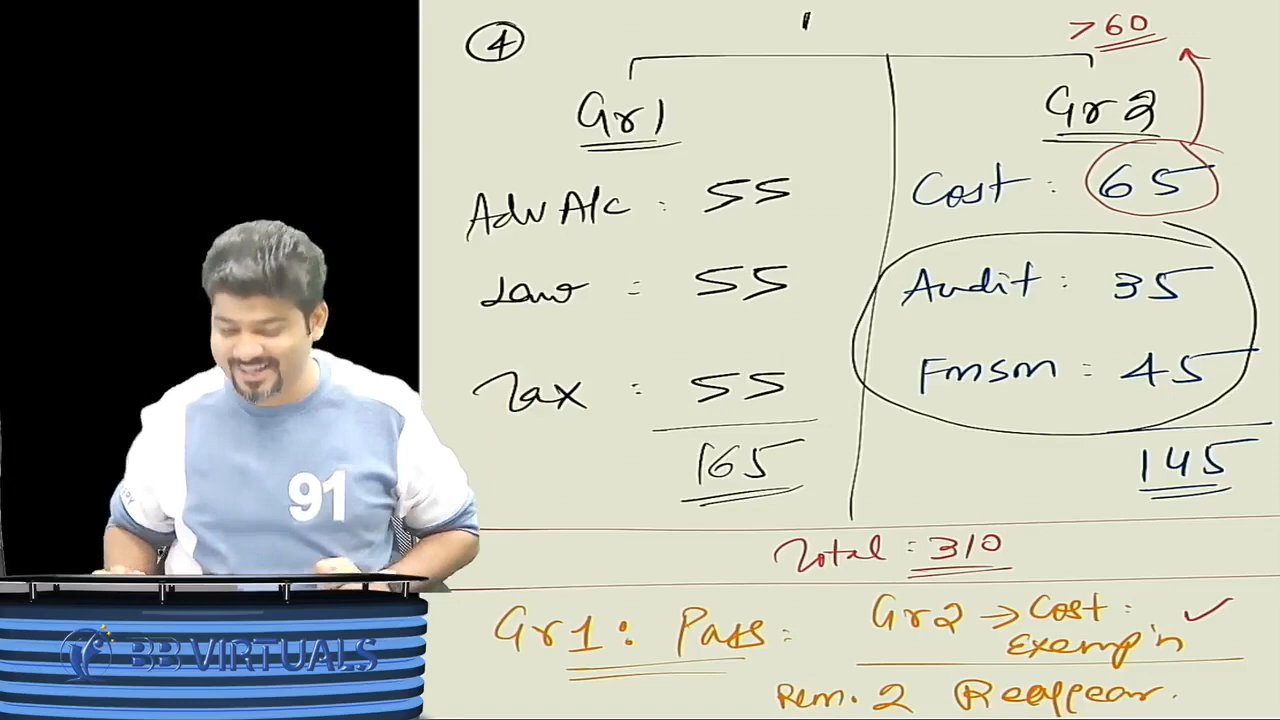 4
Gr1
Adv A/c : 55
Law : 55
Tax : 55
165
> 60
Gr2
Cost : 65
Audit : 35
Fmsm : 45
145
Total : 310
Gr1 : Pass :
Gr2 → Cost : ✓
Exemp'n
Rem. 2 Reappear.
91
BB VIRTUALS